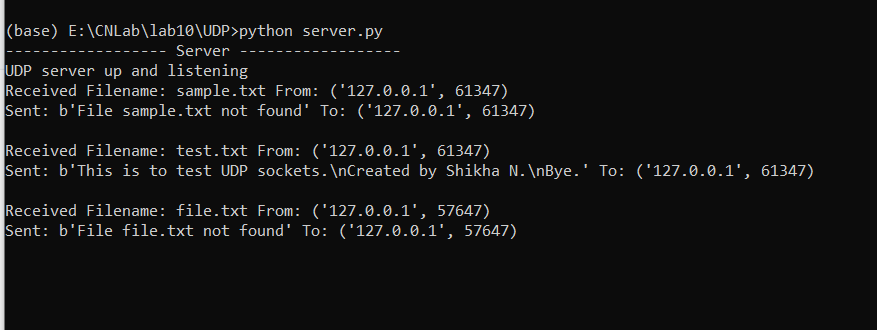 (base) E:\CNLab\lab10\UDP>python server.py
------------------ Server ------------------
UDP server up and listening
Received Filename: sample.txt From: ('127.0.0.1', 61347)
Sent: b'File sample.txt not found' To: ('127.0.0.1', 61347)
Received Filename: test.txt From: ('127.0.0.1', 61347)
Sent: b'This is to test UDP sockets.\nCreated by Shikha N.\nBye.' To: ('127.0.0.1', 61347)
Received Filename: file.txt From: ('127.0.0.1', 57647)
Sent: b'File file.txt not found' To: ('127.0.0.1', 57647)